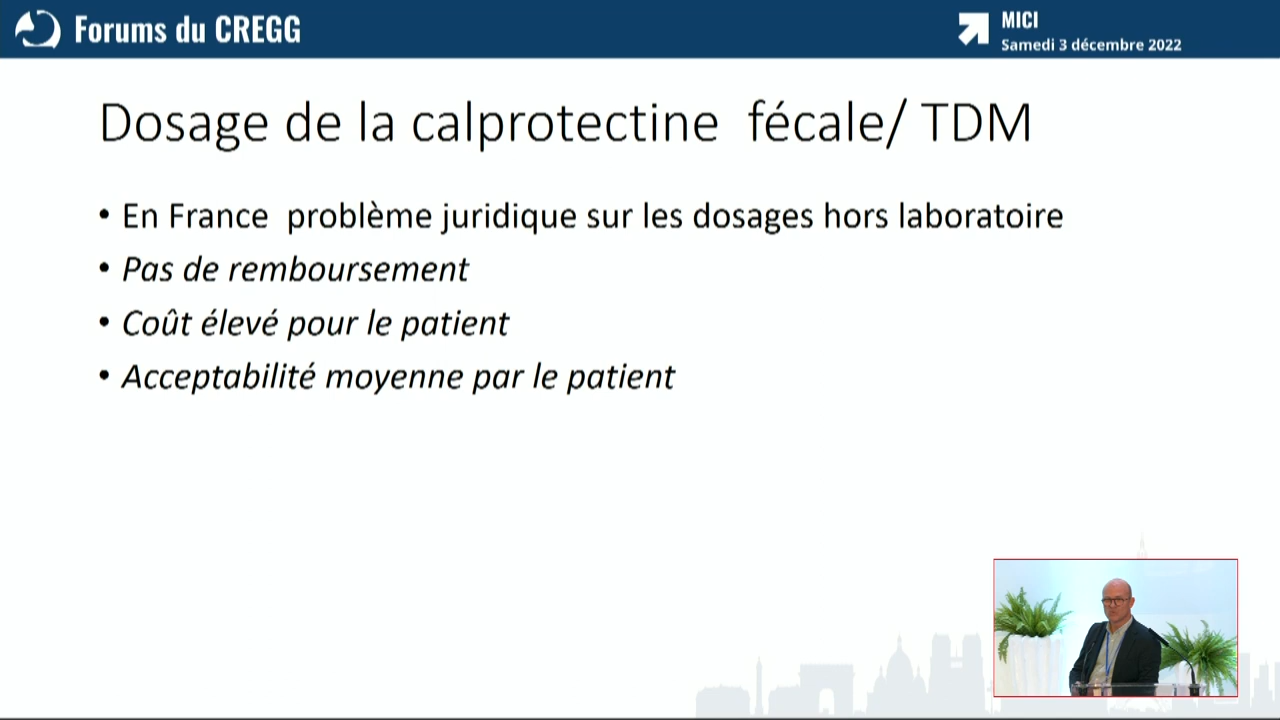 Forums du CREGG
MICI
Samedi 3 décembre 2022
Dosage de la calprotectine  fécale/ TDM
• En France  problème juridique sur les dosages hors laboratoire
• Pas de remboursement
• Coût élevé pour le patient
• Acceptabilité moyenne par le patient